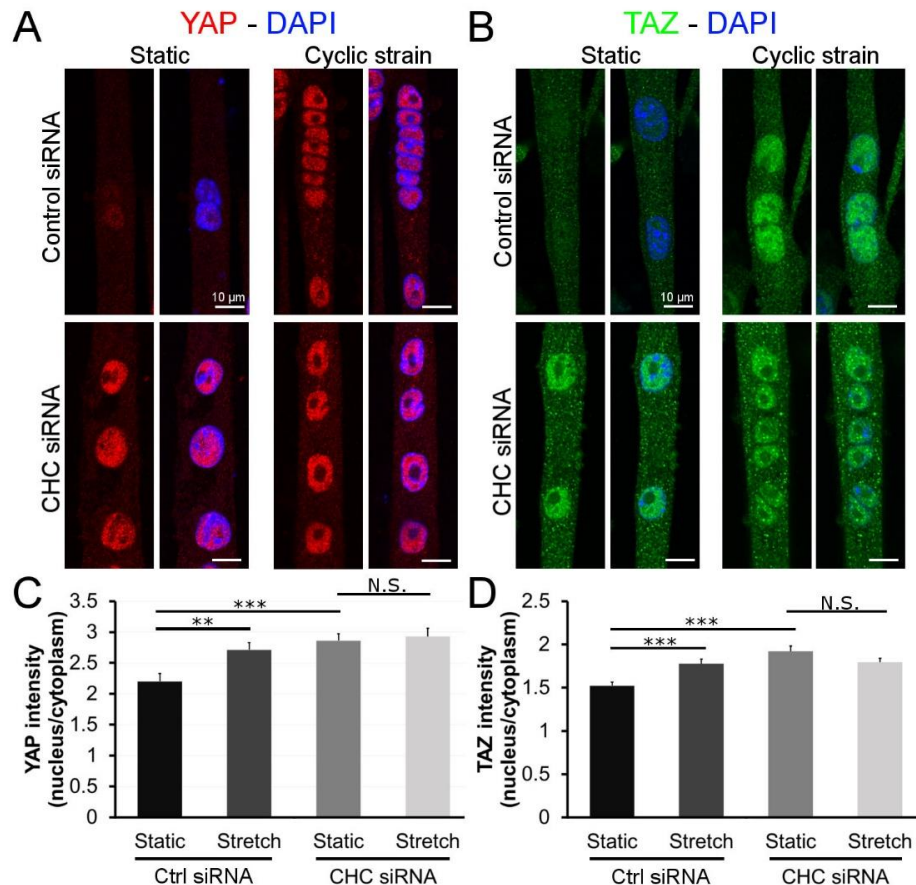 A
YAP - DAPI
Static
Cyclic strain
Control siRNA
10 µm
CHC siRNA
B
TAZ - DAPI
Static
Cyclic strain
Control siRNA
10 µm
CHC siRNA
C
YAP intensity
(nucleus/cytoplasm)
3.5
3
2.5
2
1.5
1
0.5
0
***
**
N.S.
Static
Stretch
Static
Stretch
Ctrl siRNA
CHC siRNA
D
TAZ intensity
(nucleus/cytoplasm)
2.5
2
1.5
1
0.5
0
***
***
N.S.
Static
Stretch
Static
Stretch
Ctrl siRNA
CHC siRNA